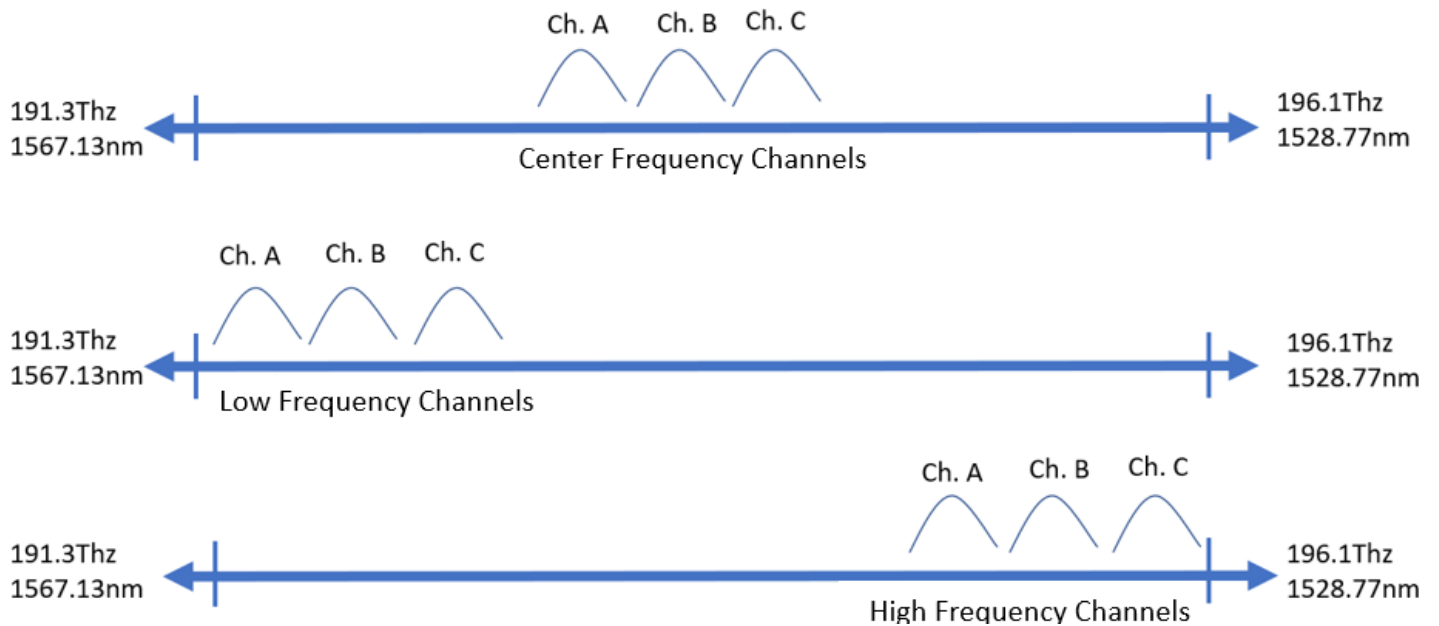 Ch. A Ch. B Ch. C
191.3Thz
1567.13nm
196.1Thz
1528.77nm
Center Frequency Channels
Ch. A Ch. B Ch. C
191.3Thz
1567.13nm
196.1Thz
1528.77nm
Low Frequency Channels
Ch. A Ch. B Ch. C
191.3Thz
1567.13nm
196.1Thz
1528.77nm
High Frequency Channels